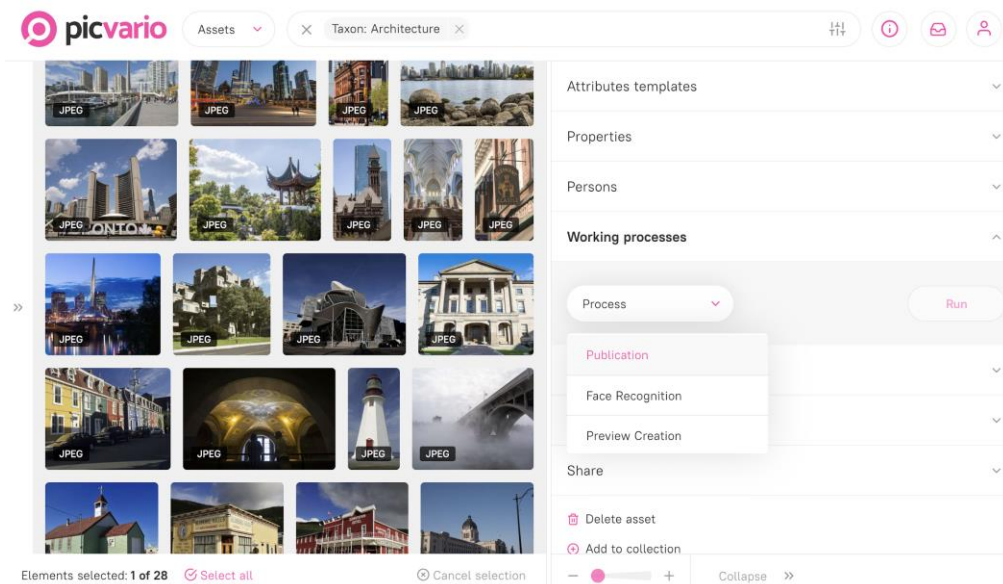 picvario
Assets
Taxon: Architecture
JPEG
JPEG
JPEG
JPEG
JPEG
JPEG
JPEG
JPEG
JPEG
ONTO
JPEG
JPEG
JPEG
JPEG
JPEG
JPEG
JPEG
JPEG
Attributes templates
Properties
Persons
Working processes
Process
Run
Publication
Face Recognition
Preview Creation
Share
Delete asset
Add to collection
Elements selected: 1 of 28
Select all
Cancel selection
Collapse